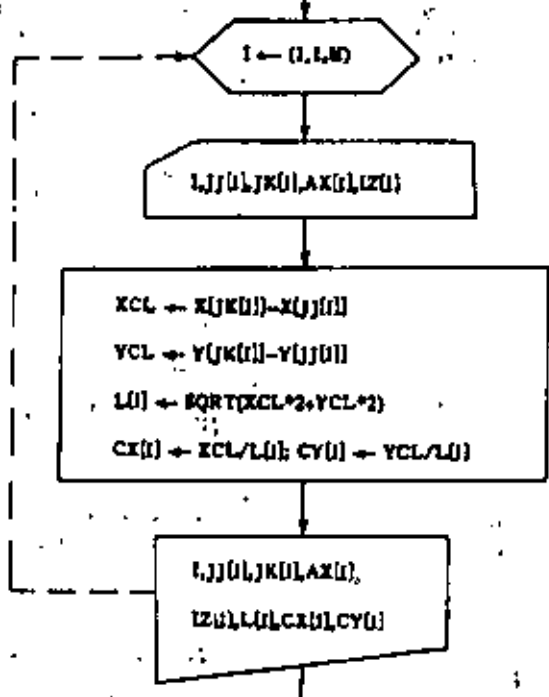 I ← (1,1,M)
I,JJ[I],JK[I],AX[I],IZ[I]
XCL ← X[JK[I]]-X[JJ[I]]
YCL ← Y[JK[I]]-Y[JJ[I]]
L[I] ← SQRT(XCL*2+YCL*2)
CX[I] ← XCL/L[I]; CY[I] ← YCL/L[I]
I,JJ[I],JK[I],AX[I],
IZ[I],L[I],CX[I],CY[I]